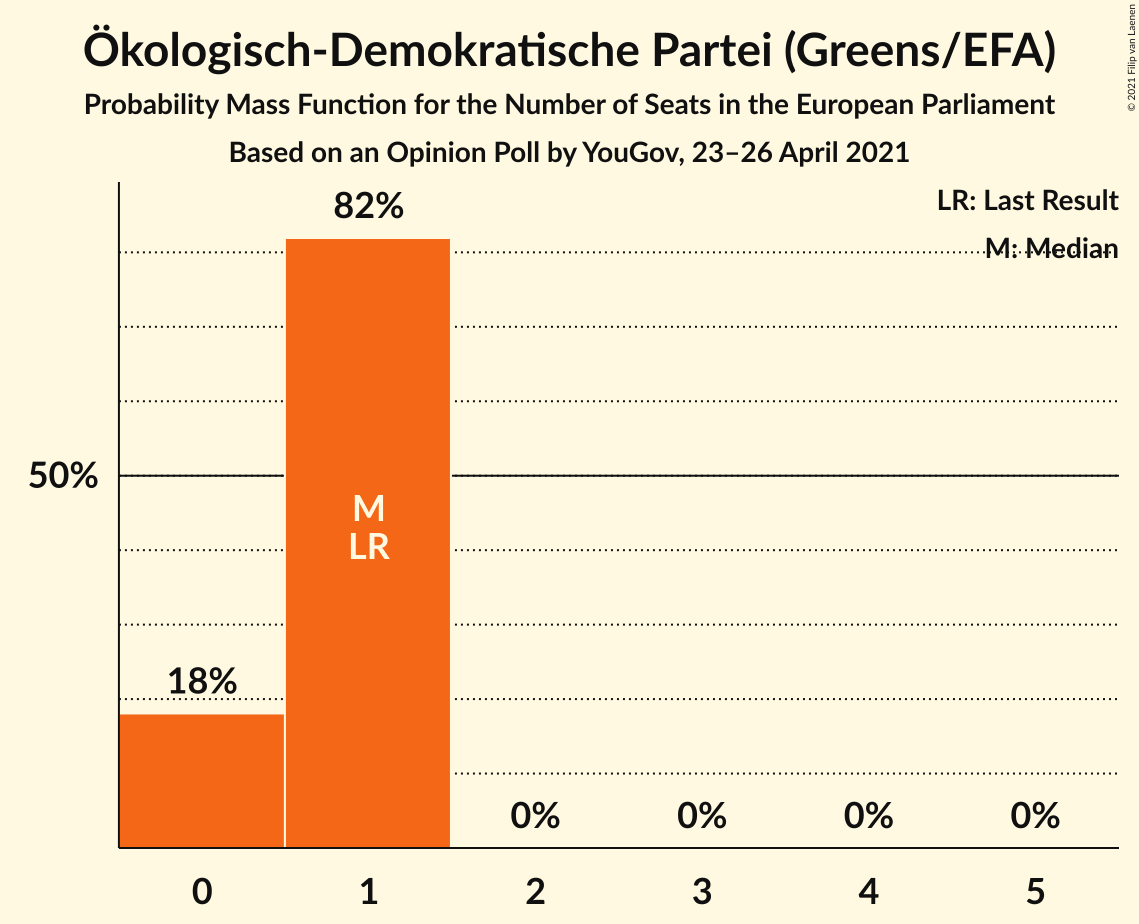 Ökologisch-Demokratische Partei (Greens/EFA)
Probability Mass Function for the Number of Seats in the European Parliament
Based on an Opinion Poll by YouGov, 23–26 April 2021
© 2021 Filip van Laenen
LR: Last Result
M: Median
82%
50%
M
LR
18%
0% 0% 0% 0%
0 1 2 3 4 5